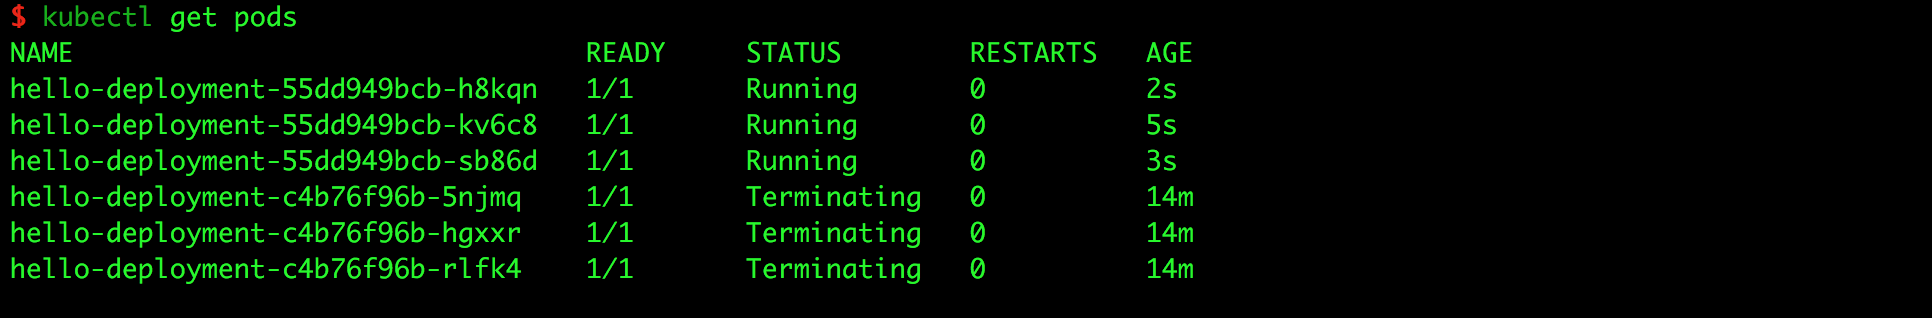 $ kubectl get pods
NAME READY STATUS RESTARTS AGE
hello-deployment-55dd949bcb-h8kqn 1/1 Running 0 2s
hello-deployment-55dd949bcb-kv6c8 1/1 Running 0 5s
hello-deployment-55dd949bcb-sb86d 1/1 Running 0 3s
hello-deployment-c4b76f96b-5njmq 1/1 Terminating 0 14m
hello-deployment-c4b76f96b-hgxxr 1/1 Terminating 0 14m
hello-deployment-c4b76f96b-rlfk4 1/1 Terminating 0 14m